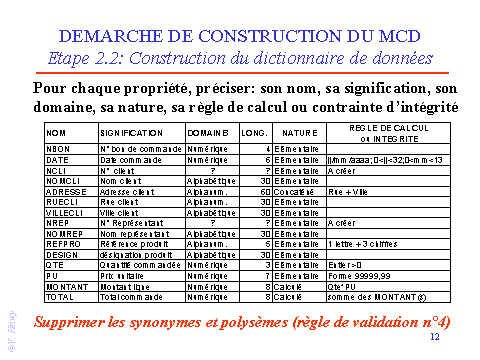 DEMARCHE DE CONSTRUCTION DU MCD
Etape 2.2: Construction du dictionnaire de données
Pour chaque propriété, préciser: son nom, sa signification, son
domaine, sa nature, sa règle de calcul ou contrainte d'intégrité
NOM SIGNIFICATION DOMAINE LONG. NATURE REGLE DE CALCUL
ou INTEGRITE
NBON N° bon de commande Numérique 4 Elémentaire
DATE Date commande Numérique 6 Elémentaire jj/mm/aaaa; 0<jj<32; 0<mm<13
NCLI N° client ? ? Elémentaire A créer
NOMCLI Nom client Alphabétique 30 Elémentaire
ADRESSE Adresse client Alphanum. 60 Concaténé Rue + Ville
RUECLI Rue client Alphanum. 30 Elémentaire
VILLECLI Ville client Alphabétique 30 Elémentaire
NREP N° Représentant ? ? Elémentaire A créer
NOMREP Nom représentant Alphabétique 30 Elémentaire
REFPRO Référence produit Alphanum. 5 Elémentaire 1 lettre + 3 chiffres
DESIGN désignation produit Alphabétique 30 Elémentaire
QTE Quantité commandée Numérique 3 Elémentaire Entier >0
PU Prix unitaire Numérique 7 Elémentaire Forme 99999,99
MONTANT Montant ligne Numérique 8 Calculé Qte*PU
TOTAL Total commande Numérique 8 Calculé somme des MONTANT(s)
Supprimer les synonymes et polysèmes (règle de validation n°4)
12